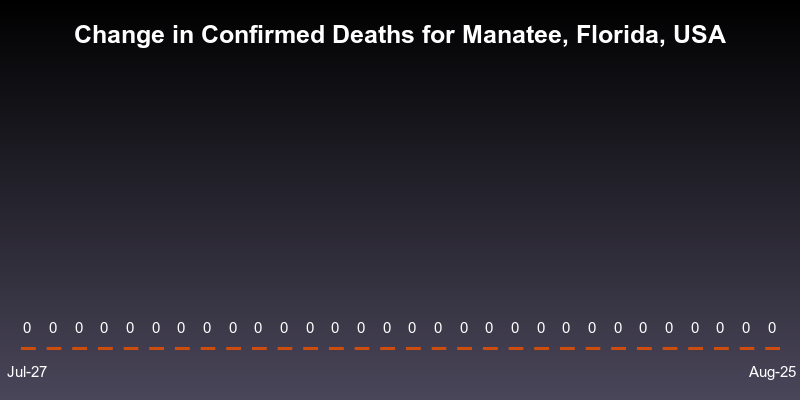 Change in Confirmed Deaths for Manatee, Florida, USA
0 0 0 0 0 0 0 0 0 0 0 0 0 0 0 0 0 0 0 0 0 0 0 0 0 0 0 0 0 0
Jul-27 Aug-25